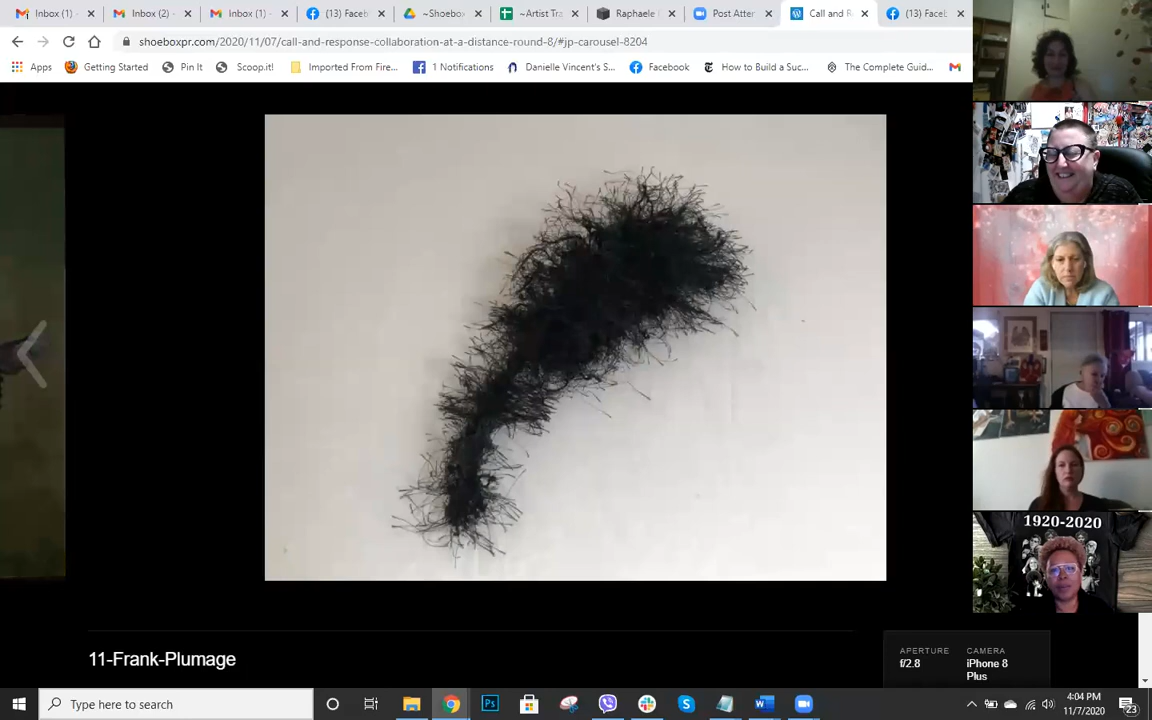 Inbox (1) -
Inbox (2) -
Inbox (1) -
(13) Faceb
~Shoebox
~Artist Tra
Raphaele
Post Atter
Call and R
(13) Faceb
shoeboxpr.com/2020/11/07/call-and-response-collaboration-at-a-distance-round-8/#jp-carousel-8204
Apps
Getting Started
Pin It
Scoop.it!
Imported From Fire...
1 Notifications
Danielle Vincent's S...
Facebook
How to Build a Suc...
The Complete Guid...
1920-2020
11-Frank-Plumage
APERTURE
f/2.8
CAMERA
iPhone 8
Plus
Type here to search
Ps
4:04 PM
11/7/2020
23